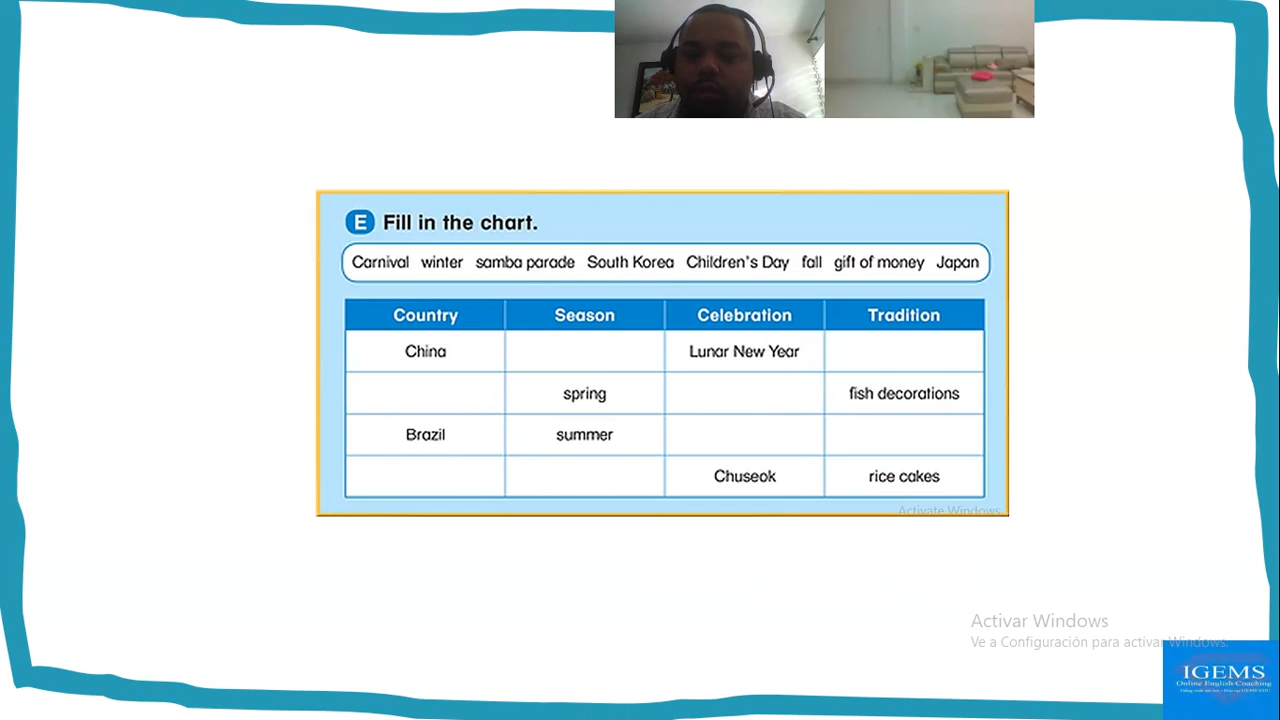 E Fill in the chart.
Carnival winter samba parade South Korea Children's Day fall gift of money Japan
Country Season Celebration Tradition
China Lunar New Year
spring fish decorations
Brazil summer
Chuseok rice cakes
Activate Windows
Activar Windows
Ve a Configuración para activar Windows.
IGEMS
Online English Coaching